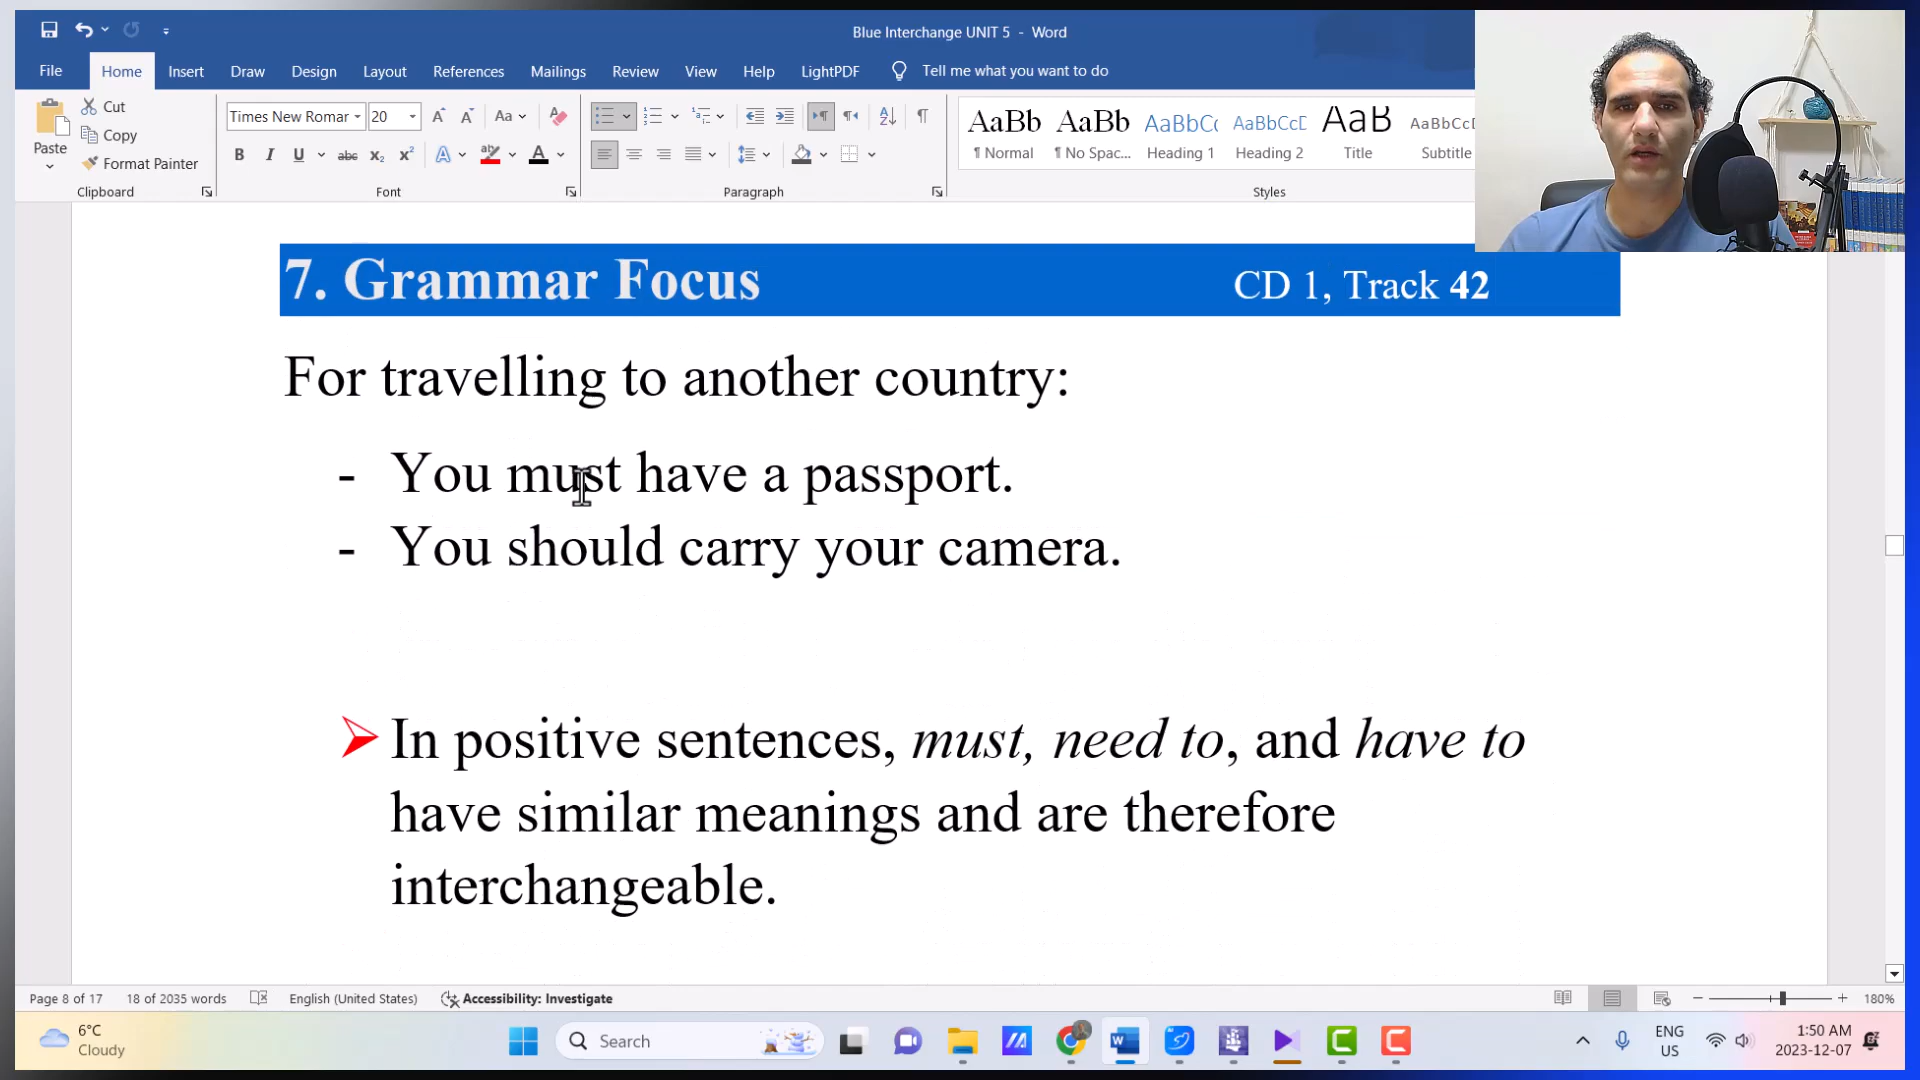 Blue Interchange UNIT 5 - Word
File Home Insert Draw Design Layout References Mailings Review View Help LightPDF Tell me what you want to do
Paste
Cut
Copy
Format Painter
Times New Romar 20
Aa
B I U abc x₂ x² A ab A
AaBb AaBb AaBbC AaBbCcD AaB AaBbCcD
¶ Normal ¶ No Spac... Heading 1 Heading 2 Title Subtitle
Clipboard Font Paragraph Styles
7. Grammar Focus CD 1, Track 42
For travelling to another country:
- You must have a passport.
- You should carry your camera.
In positive sentences, must, need to, and have to
have similar meanings and are therefore
interchangeable.
Page 8 of 17 18 of 2035 words English (United States) Accessibility: Investigate 180%
6°C
Cloudy
Search
ENG
US
1:50 AM
2023-12-07